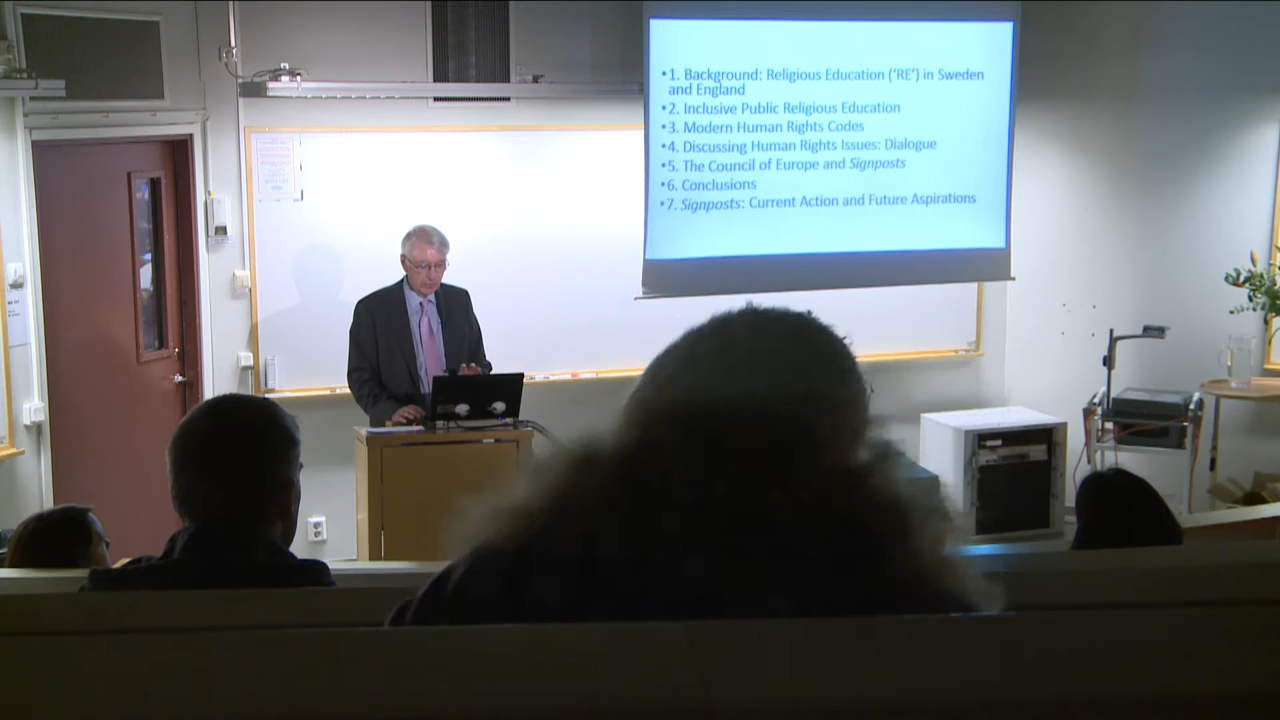 •1. Background: Religious Education (‘RE’) in Sweden
and England
•2. Inclusive Public Religious Education
•3. Modern Human Rights Codes
•4. Discussing Human Rights Issues: Dialogue
•5. The Council of Europe and Signposts
•6. Conclusions
•7. Signposts: Current Action and Future Aspirations